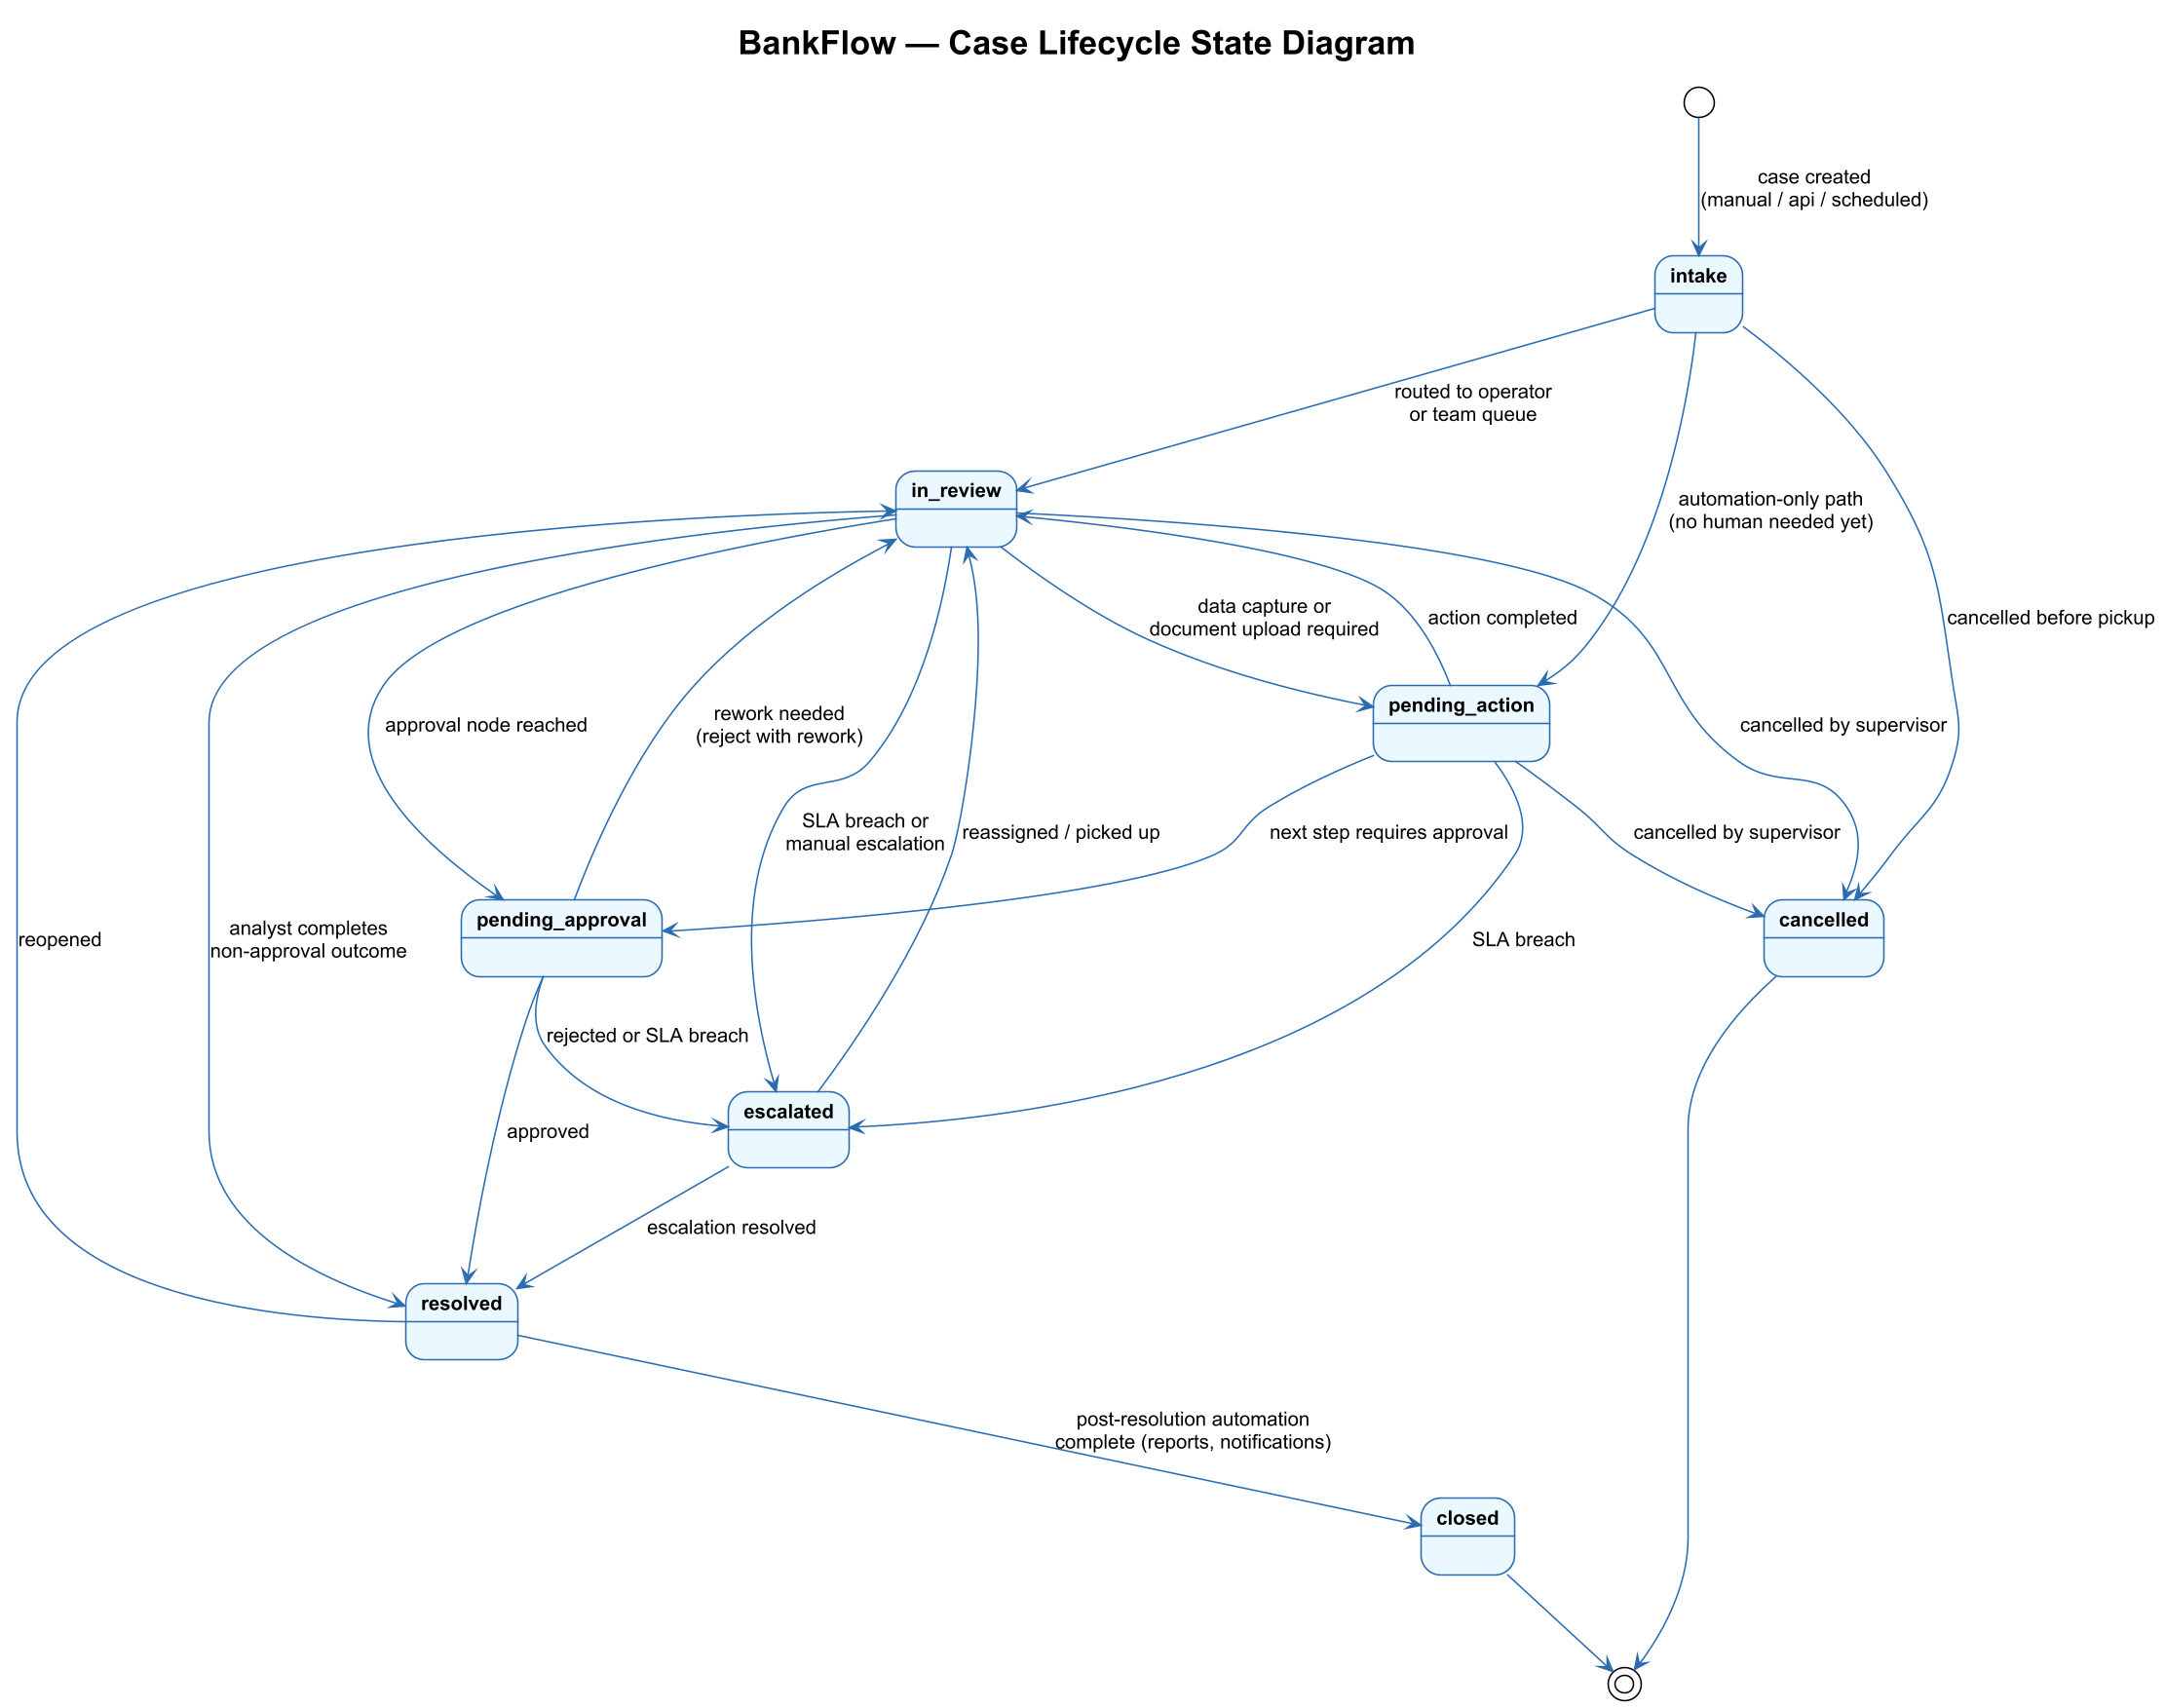 BankFlow — Case Lifecycle State Diagram
case created
(manual / api / scheduled)
intake
routed to operator
or team queue
in_review
automation-only path
(no human needed yet)
data capture or
document upload required
action completed
cancelled before pickup
pending_action
approval node reached
rework needed
(reject with rework)
cancelled by supervisor
SLA breach or
manual escalation
reassigned / picked up
next step requires approval
cancelled by supervisor
reopened
analyst completes
non-approval outcome
pending_approval
SLA breach
cancelled
rejected or SLA breach
escalated
approved
escalation resolved
resolved
post-resolution automation
complete (reports, notifications)
closed